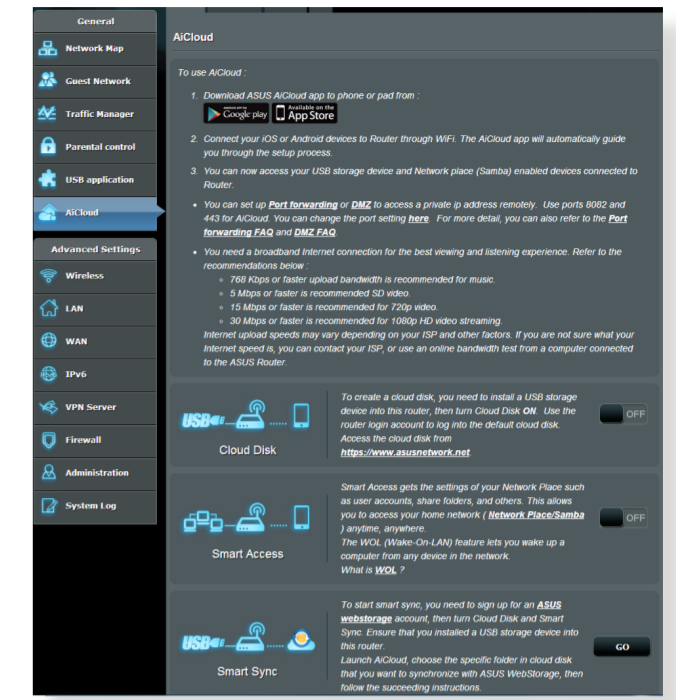 General
Network Map
Guest Network
Traffic Manager
Parental control
USB application
AiCloud
Advanced Settings
Wireless
LAN
WAN
IPv6
VPN Server
Firewall
Administration
System Log
AiCloud
To use AiCloud :
1. Download ASUS AiCloud app to phone or pad from :
ANDROID APP ON
Google play
Available on the
App Store
2. Connect your iOS or Android devices to Router through WiFi. The AiCloud app will automatically guide
you through the setup process.
3. You can now access your USB storage device and Network place (Samba) enabled devices connected to
Router.
• You can set up Port forwarding or DMZ to access a private ip address remotely. Use ports 8082 and
443 for AiCloud. You can change the port setting here. For more detail, you can also refer to the Port
forwarding FAQ and DMZ FAQ.
• You need a broadband Internet connection for the best viewing and listening experience. Refer to the
recommendations below :
◦ 768 Kbps or faster upload bandwidth is recommended for music.
◦ 5 Mbps or faster is recommended SD video.
◦ 15 Mbps or faster is recommended for 720p video.
◦ 30 Mbps or faster is recommended for 1080p HD video streaming.
Internet upload speeds may vary depending on your ISP and other factors. If you are not sure what your
Internet speed is, you can contact your ISP, or use an online bandwidth test from a computer connected
to the ASUS Router.
USB
Cloud Disk
To create a cloud disk, you need to install a USB storage
device into this router, then turn Cloud Disk ON. Use the
router login account to log into the default cloud disk.
Access the cloud disk from
https://www.asusnetwork.net.
OFF
Smart Access
Smart Access gets the settings of your Network Place such
as user accounts, share folders, and others. This allows
you to access your home network ( Network Place/Samba
) anytime, anywhere.
The WOL (Wake-On-LAN) feature lets you wake up a
computer from any device in the network.
What is WOL ?
OFF
USB
Smart Sync
To start smart sync, you need to sign up for an ASUS
webstorage account, then turn Cloud Disk and Smart
Sync. Ensure that you installed a USB storage device into
this router.
Launch AiCloud, choose the specific folder in cloud disk
that you want to synchronize with ASUS WebStorage, then
follow the succeeding instructions.
GO